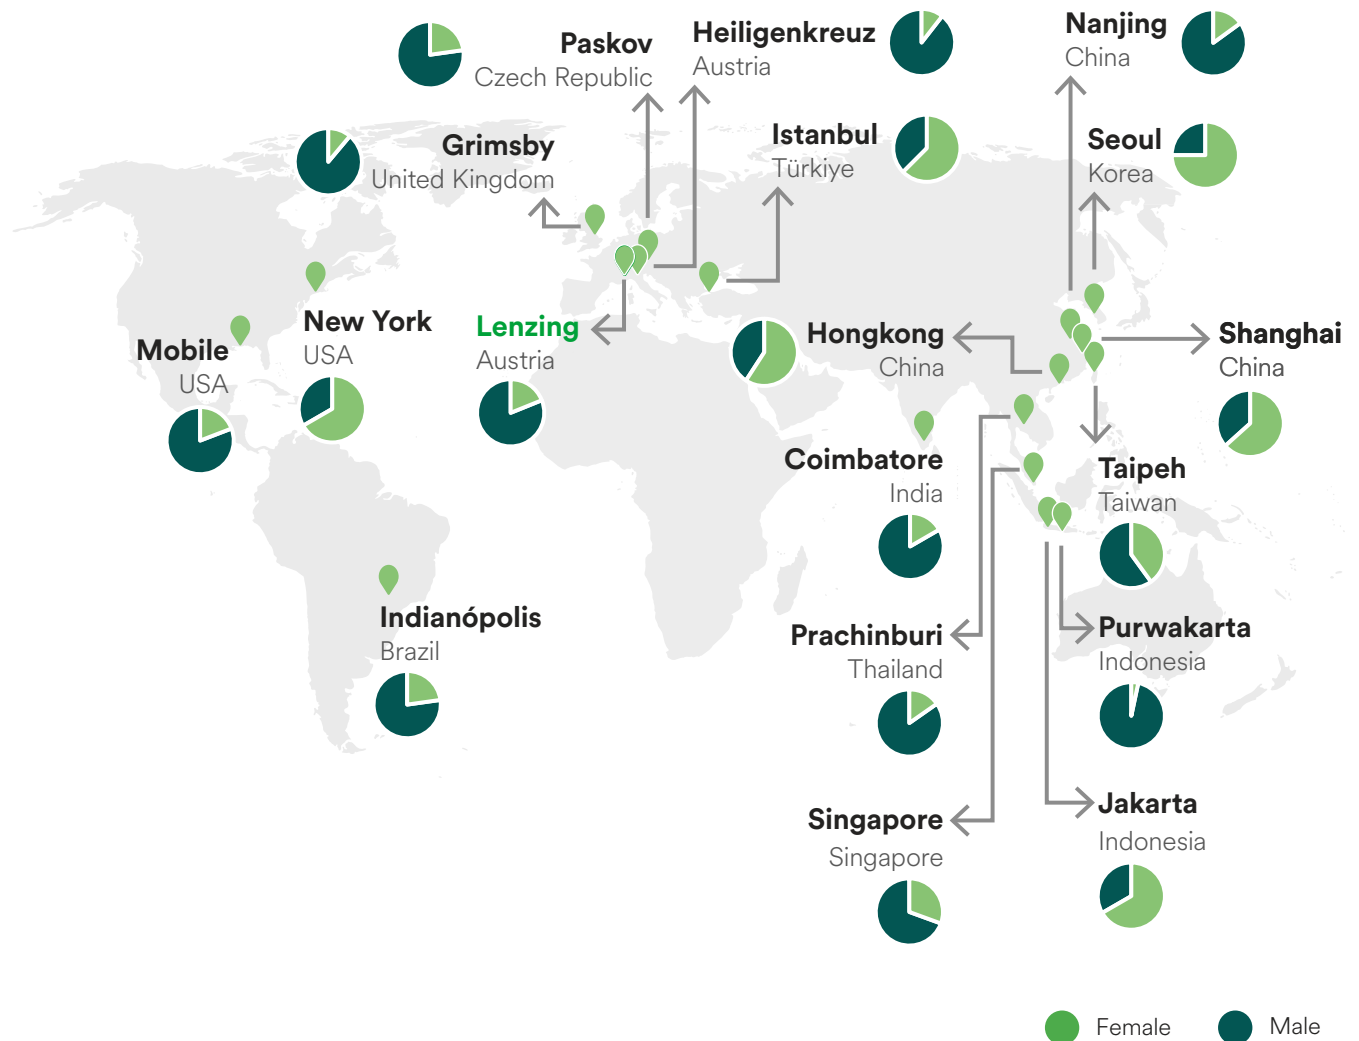 Paskov
Czech Republic
Heiligenkreuz
Austria
Nanjing
China
Grimsby
United Kingdom
Istanbul
Türkiye
Seoul
Korea
New York
USA
Mobile
USA
Lenzing
Austria
Hongkong
China
Shanghai
China
Coimbatore
India
Taipeh
Taiwan
Indianópolis
Brazil
Prachinburi
Thailand
Purwakarta
Indonesia
Singapore
Singapore
Jakarta
Indonesia
Female
Male